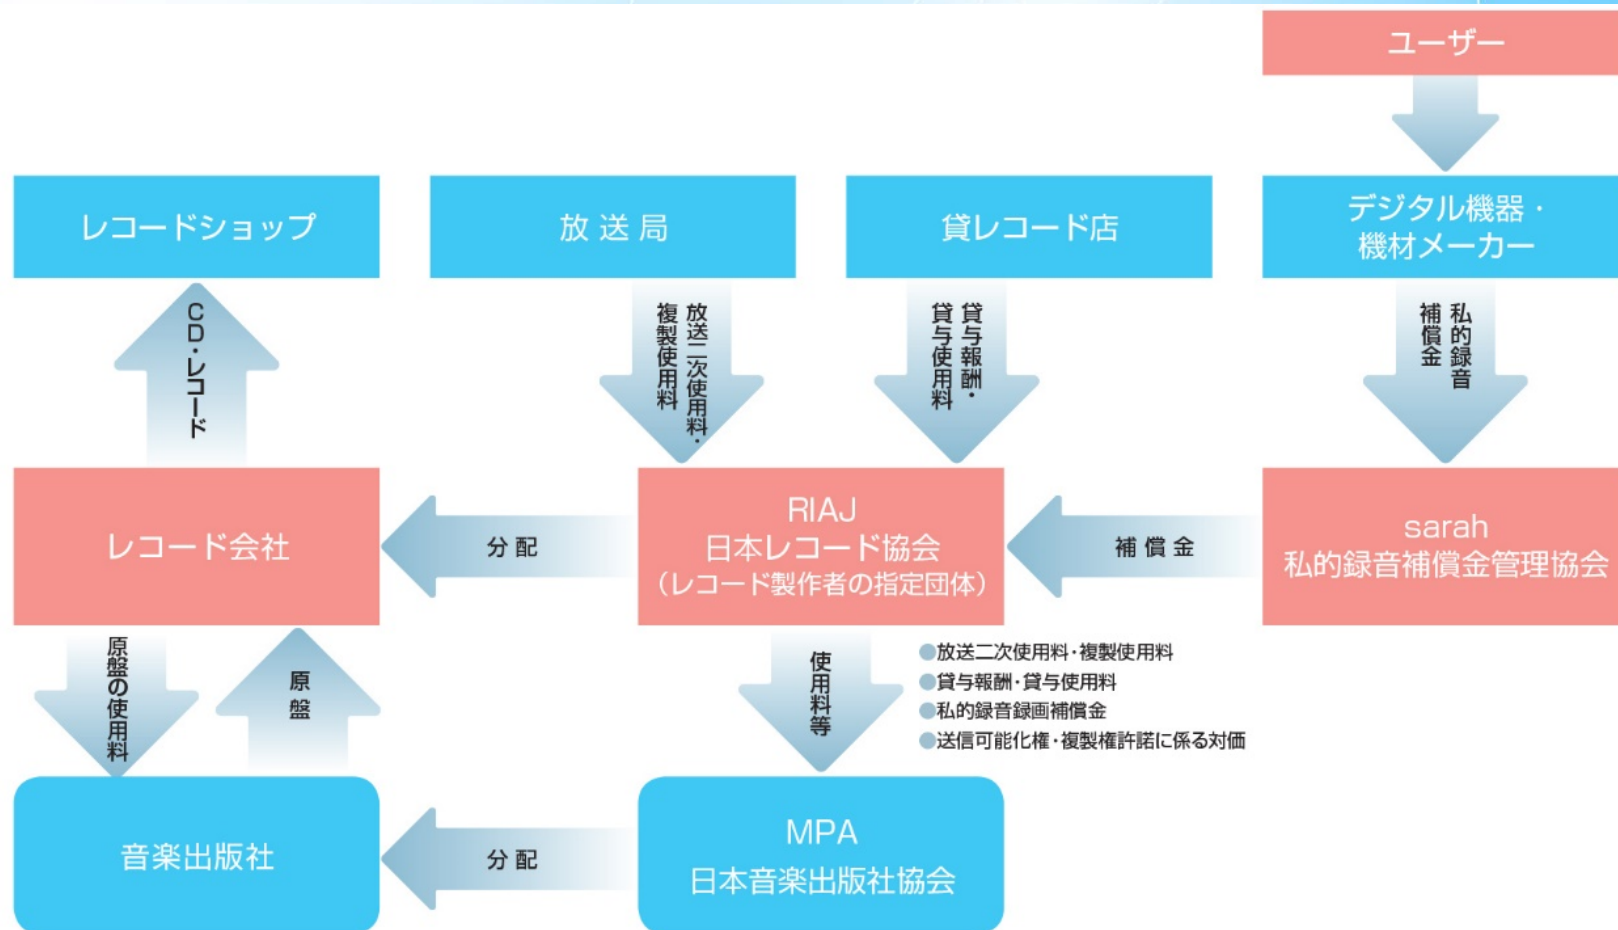 ユーザー
レコードショップ
放送局
貸レコード店
デジタル機器・
機材メーカー
CD・レコード
放送二次使用料・
複製使用料
貸与報酬・
貸与使用料
私的録音
補償金
レコード会社
分配
RIAJ
日本レコード協会
(レコード製作者の指定団体)
補償金
sarah
私的録音補償金管理協会
原盤の使用料
原盤
使用料等
●放送二次使用料・複製使用料
●貸与報酬・貸与使用料
●私的録音録画補償金
●送信可能化権・複製権許諾に係る対価
音楽出版社
分配
MPA
日本音楽出版社協会